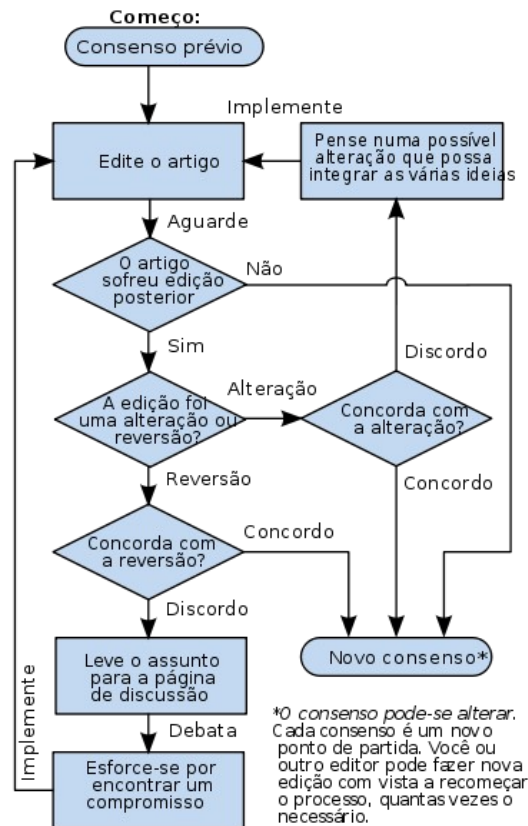 Começo:
Consenso prévio
Implemente
Edite o artigo
Pense numa possível
alteração que possa
integrar as várias ideias
Aguarde
O artigo
sofreu edição
posterior
Não
Sim
Discordo
A edição foi
uma alteração ou
reversão?
Alteração
Concorda com
a alteração?
Reversão
Concordo
Concorda com
a reversão?
Concordo
Discordo
Leve o assunto
para a página
de discussão
Novo consenso*
Debata
Implemente
Esforce-se por
encontrar um
compromisso
*O consenso pode-se alterar.
Cada consenso é um novo
ponto de partida. Você ou
outro editor pode fazer nova
edição com vista a recomeçar
o processo, quantas vezes o
necessário.